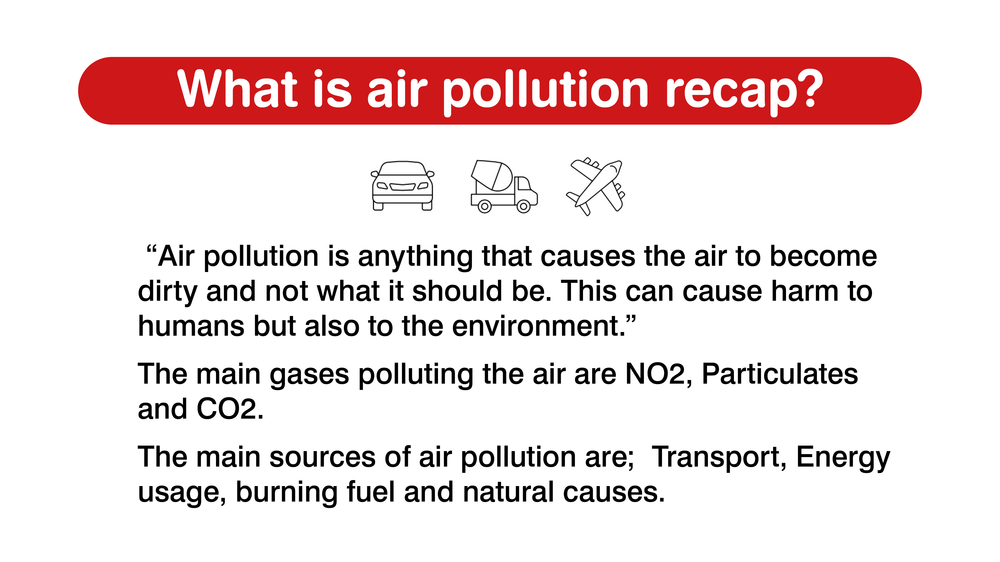 What is air pollution recap?
“Air pollution is anything that causes the air to become
dirty and not what it should be. This can cause harm to
humans but also to the environment.”
The main gases polluting the air are NO2, Particulates
and CO2.
The main sources of air pollution are;  Transport, Energy
usage, burning fuel and natural causes.